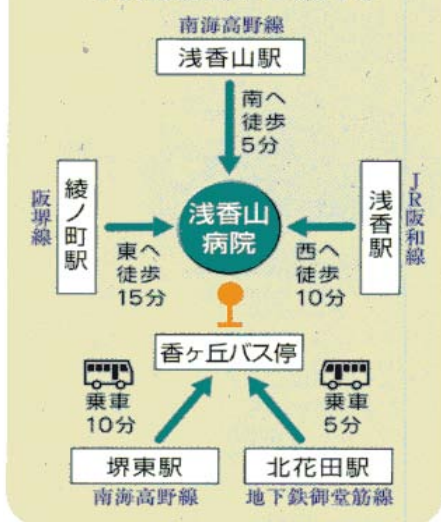 南海高野線
浅香山駅
南へ
徒歩
5分
阪堺線
綾ノ町駅
東へ
徒歩
15分
浅香山
病院
西へ
徒歩
10分
浅香駅
JR阪和線
香ヶ丘バス停
乗車
10分
乗車
5分
堺東駅
南海高野線
北花田駅
地下鉄御堂筋線